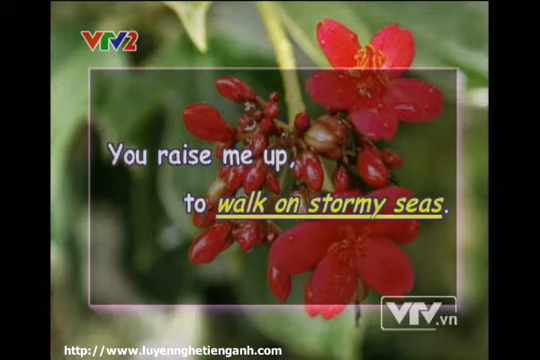 VTV2
You raise me up,
to walk on stormy seas.
VTV.vn
http://www.luyennghetienganh.com